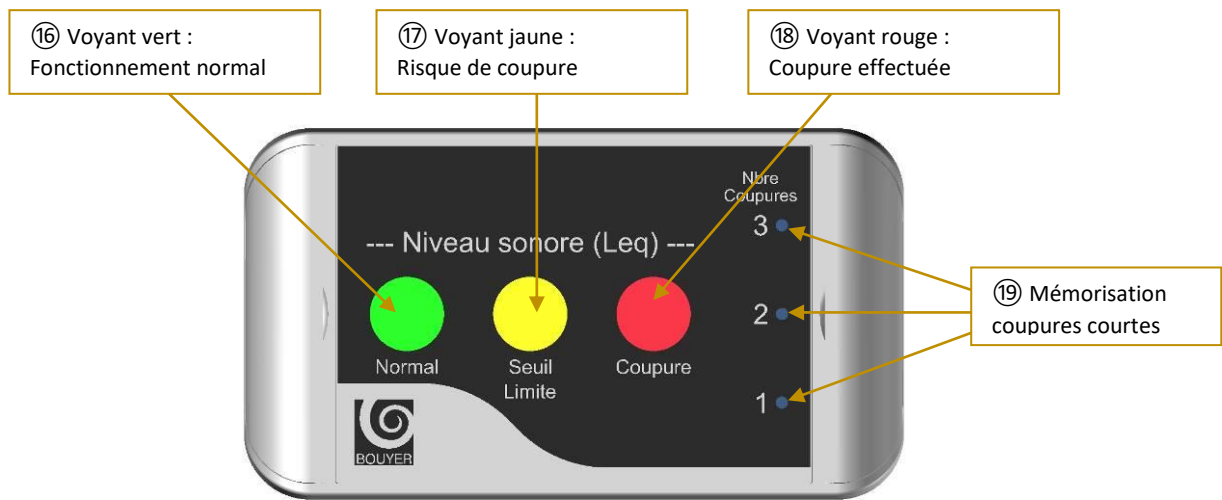 ⑯ Voyant vert :
Fonctionnement normal
⑰ Voyant jaune :
Risque de coupure
⑱ Voyant rouge :
Coupure effectuée
Nbre
Coupures
3
--- Niveau sonore (Leq) ---
⑲ Mémorisation
coupures courtes
2
Normal
Seuil
Limite
Coupure
1
BOUYER